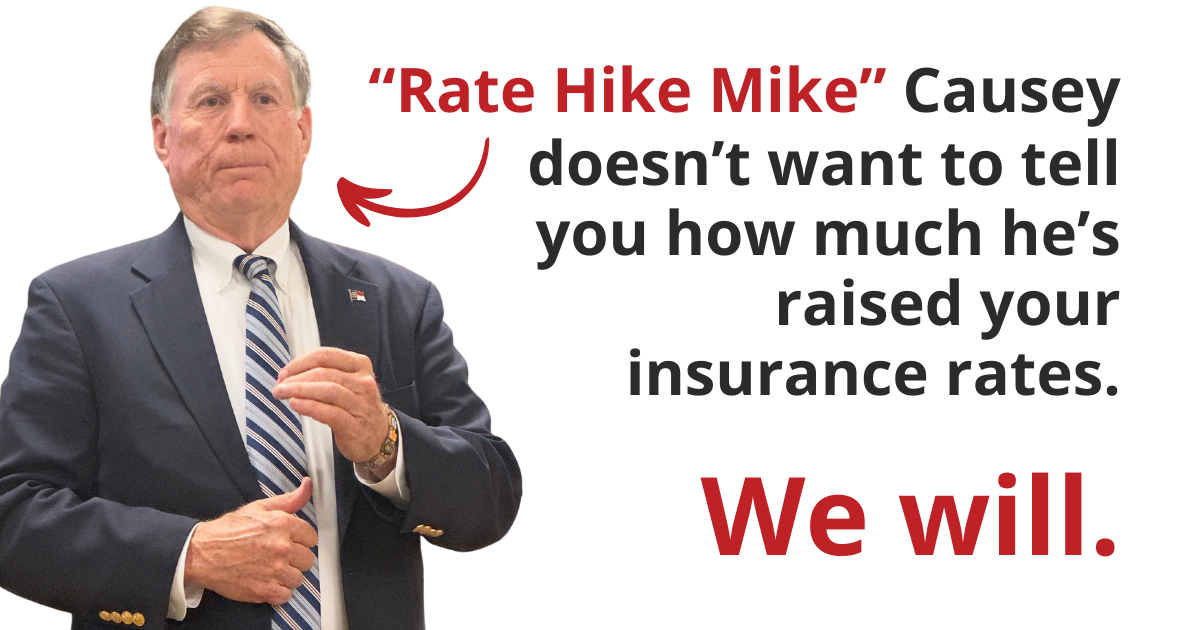 “Rate Hike Mike” Causey
doesn’t want to tell
you how much he’s
raised your
insurance rates.
We will.